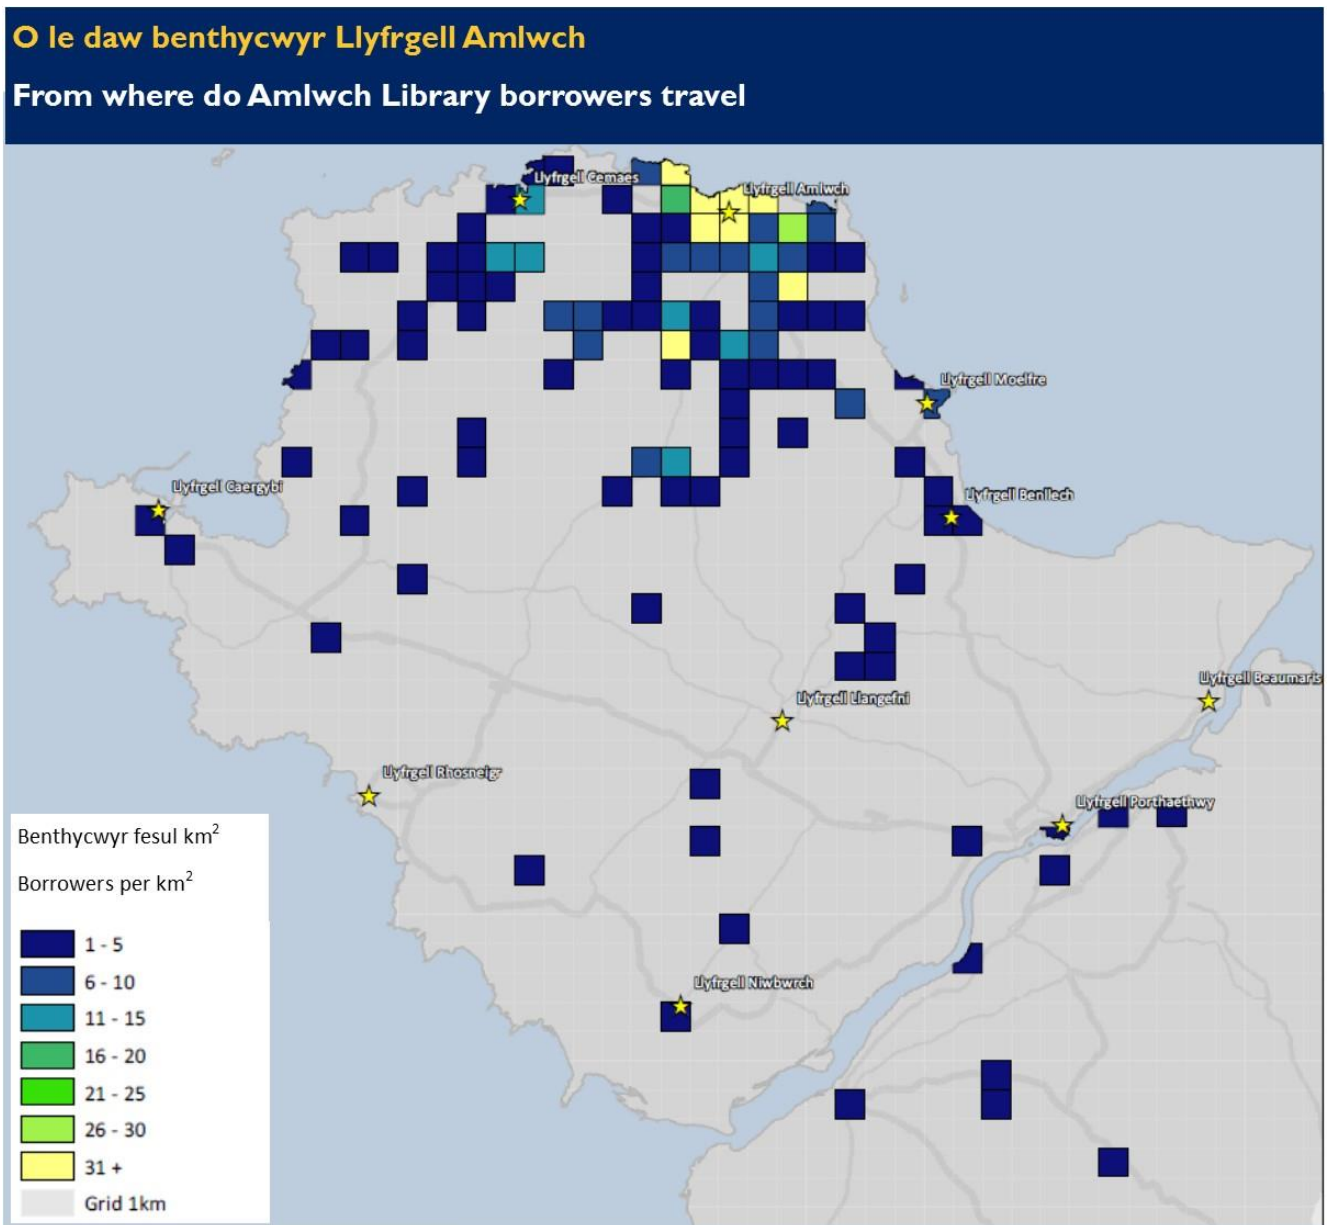 O le daw benthycwyr Llyfrgell Amlwch
From where do Amlwch Library borrowers travel
Llyfrgell Cemaes
Llyfrgell Amlwch
Llyfrgell Moelfre
Llyfrgell Caergybi
Llyfrgell Benllech
Llyfrgell Beaumaris
Llyfrgell Llangefni
Llyfrgell Rhosneigr
Llyfrgell Porthaethwy
Llyfrgell Niwbwrch
Benthycwyr fesul km²
Borrowers per km²
1 - 5
6 - 10
11 - 15
16 - 20
21 - 25
26 - 30
31 +
Grid 1km